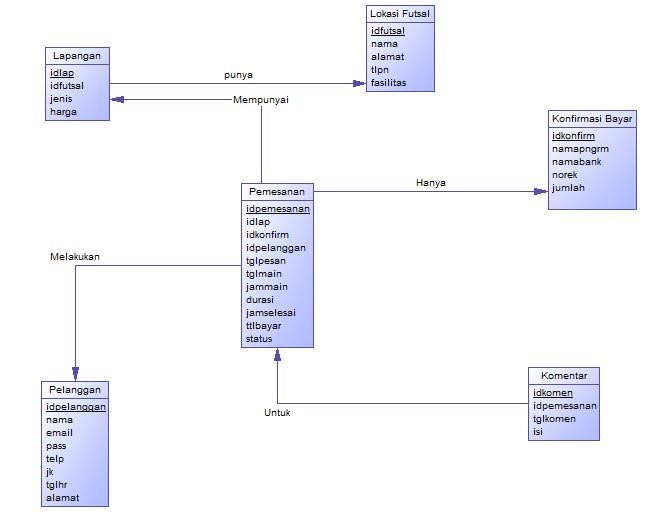 Lokasi Futsal
idfutsal
nama
alamat
tlpn
fasilitas
Lapangan
idlap
idfutsal
jenis
harga
punya
Mempunyai
Konfirmasi Bayar
idkonfirm
namapngrm
namabank
norek
jumlah
Hanya
Pemesanan
idpemesanan
idlap
idkonfirm
idpelanggan
tglpesan
tglmain
jammain
durasi
jamselesai
ttlbayar
status
Melakukan
Pelanggan
idpelanggan
nama
email
pass
telp
jk
tglhr
alamat
Untuk
Komentar
idkomen
idpemesanan
tglkomen
isi